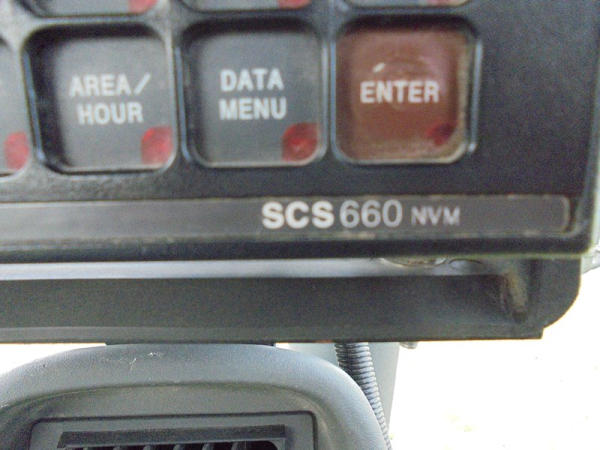 AREA/
HOUR
DATA
MENU
ENTER
SCS 660 NVM